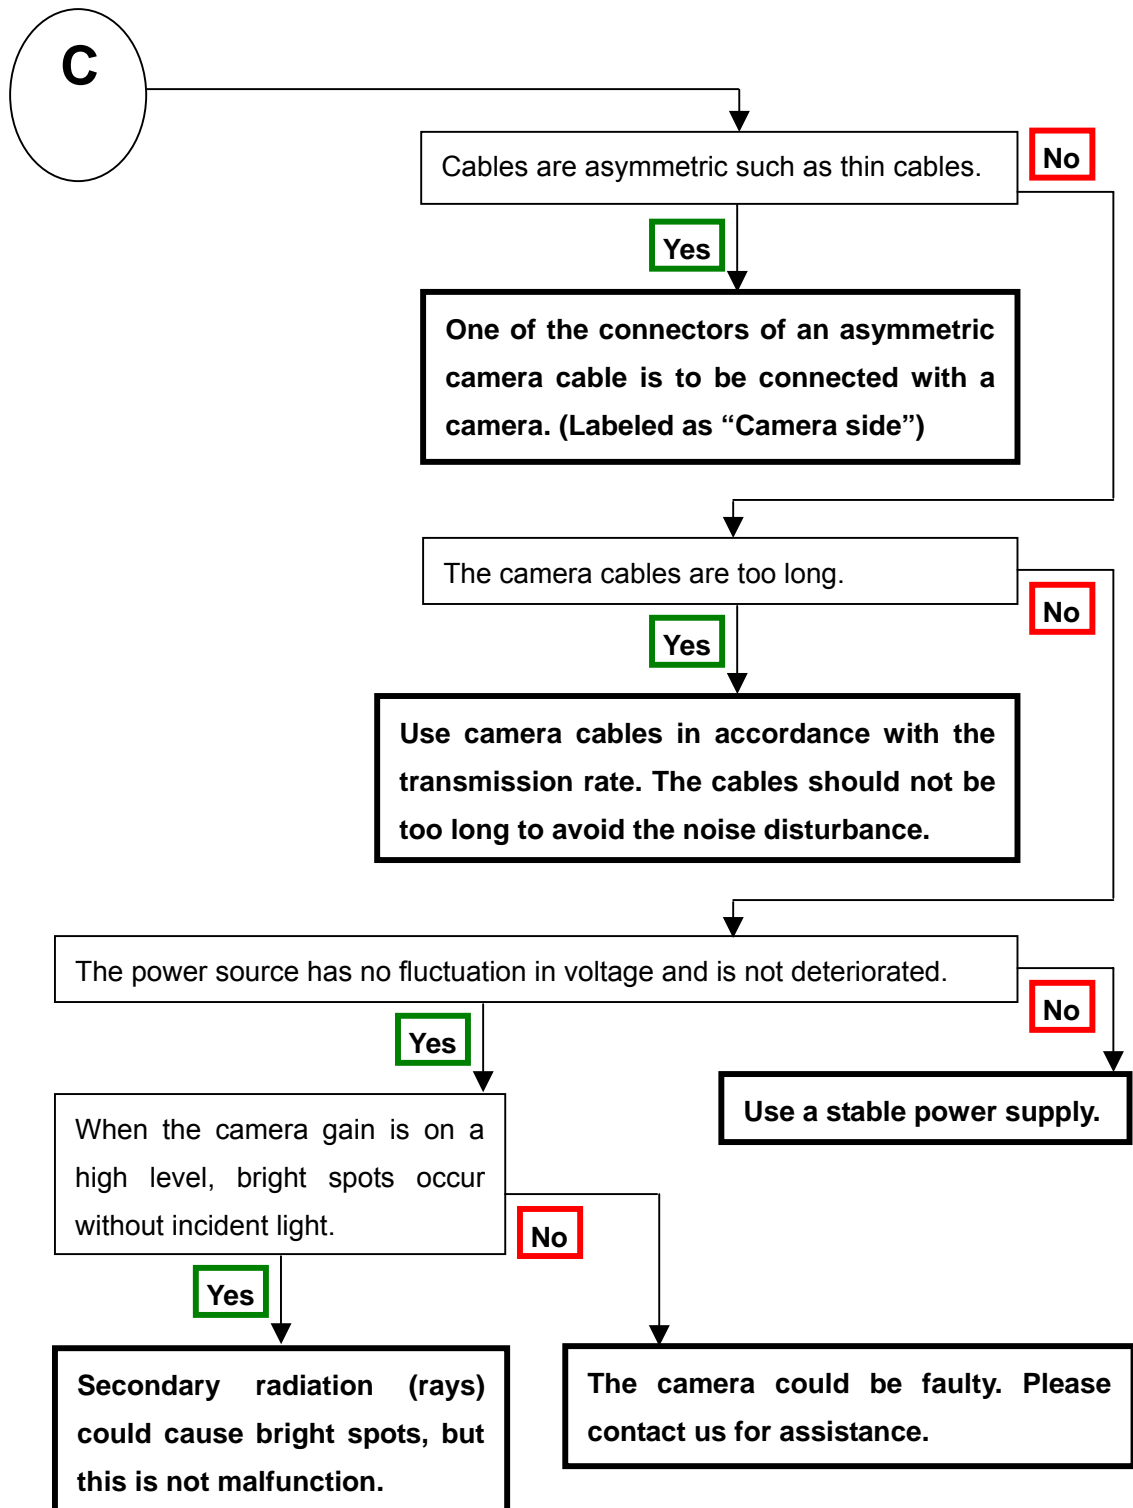 C
Cables are asymmetric such as thin cables.
No
Yes
One of the connectors of an asymmetric
camera cable is to be connected with a
camera. (Labeled as “Camera side”)
The camera cables are too long.
No
Yes
Use camera cables in accordance with the
transmission rate. The cables should not be
too long to avoid the noise disturbance.
The power source has no fluctuation in voltage and is not deteriorated.
No
Yes
Use a stable power supply.
When the camera gain is on a
high level, bright spots occur
without incident light.
No
Yes
Secondary radiation (rays)
could cause bright spots, but
this is not malfunction.
The camera could be faulty. Please
contact us for assistance.